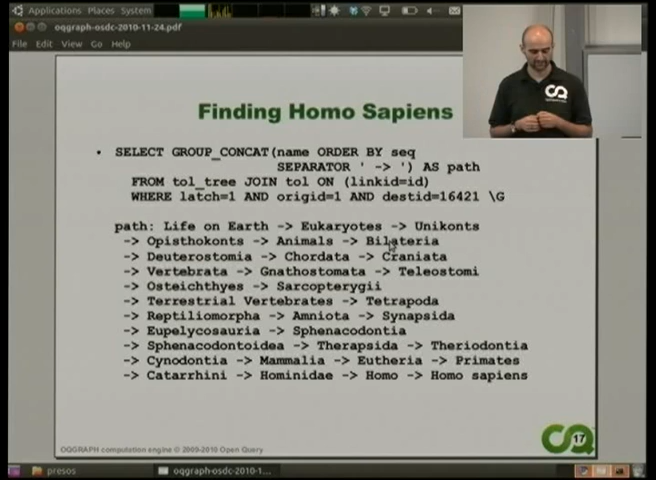 Applications Places System
oqgraph-osdc-2010-11-24.pdf
File Edit View Go Help
Finding Homo Sapiens
• SELECT GROUP_CONCAT(name ORDER BY seq
SEPARATOR ' -> ') AS path
FROM tol_tree JOIN tol ON (linkid=id)
WHERE latch=1 AND origid=1 AND destid=16421 \G
path: Life on Earth -> Eukaryotes -> Unikonts
-> Opisthokonts -> Animals -> Bilateria
-> Deuterostomia -> Chordata -> Craniata
-> Vertebrata -> Gnathostomata -> Teleostomi
-> Osteichthyes -> Sarcopterygii
-> Terrestrial Vertebrates -> Tetrapoda
-> Reptiliomorpha -> Amniota -> Synapsida
-> Eupelycosauria -> Sphenacodontia
-> Sphenacodontoidea -> Therapsida -> Theriodontia
-> Cynodontia -> Mammalia -> Eutheria -> Primates
-> Catarrhini -> Hominidae -> Homo -> Homo sapiens
17
OQGRAPH computation engine © 2009-2010 Open Query
presos
oqgraph-osdc-2010-1...